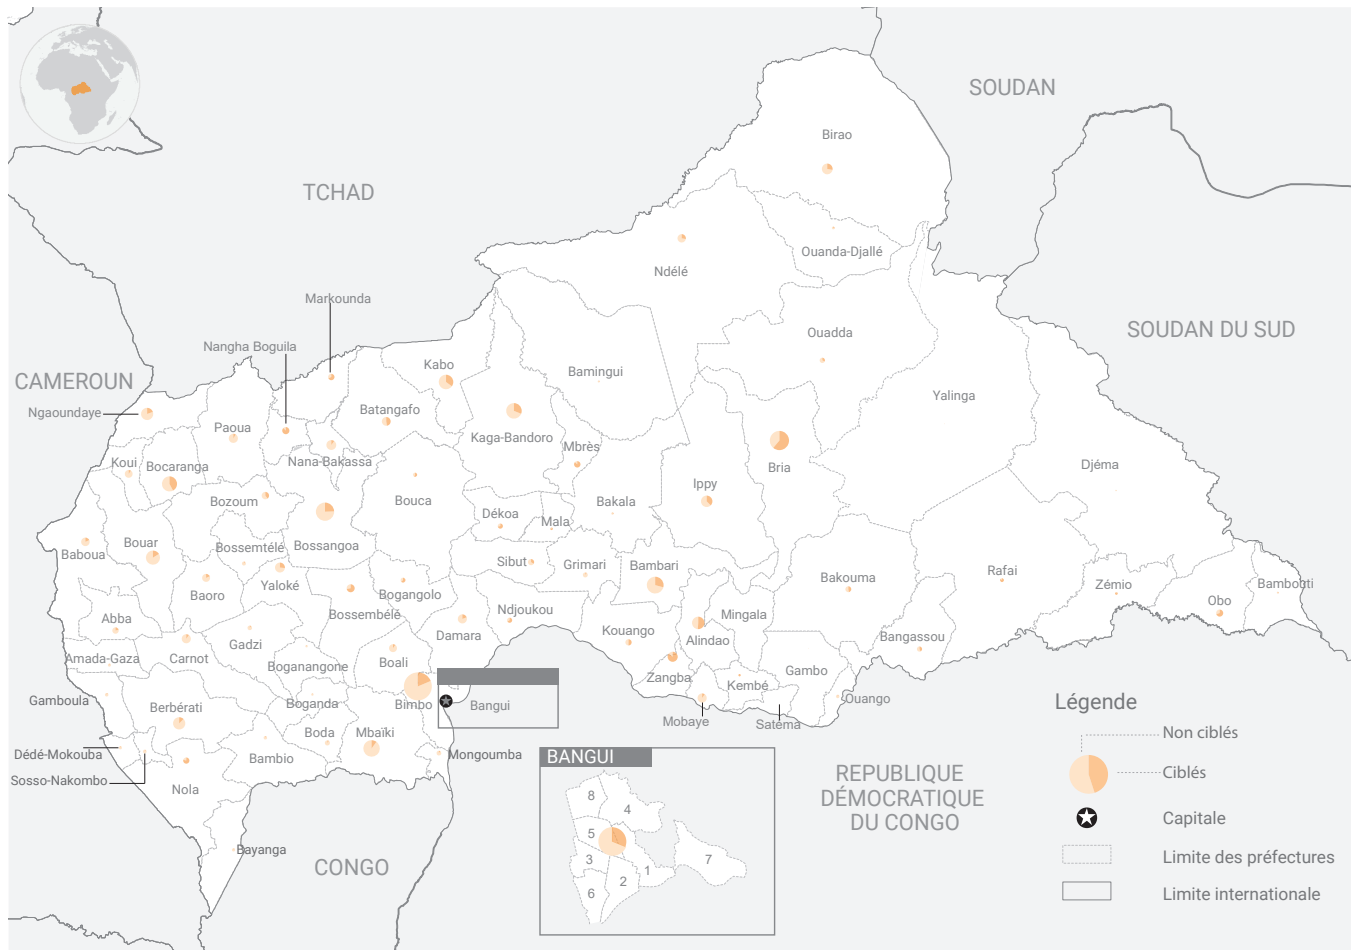 SOUDAN
Birao
TCHAD
Ouanda-Djallé
Ndélé
Markounda
SOUDAN DU SUD
Ouadda
Nangha Boguila
Kabo
Bamingui
CAMEROUN
Yalinga
Ngaoundaye
Batangafo
Paoua
Kaga-Bandoro
Mbrès
Koui
Bocaranga
Nana-Bakassa
Bria
Djéma
Ippy
Bozoum
Bouca
Bakala
Dékoa
Mala
Baboua
Bouar
Bossemtélé
Bossangoa
Sibut
Grimari
Bambari
Rafai
Bakouma
Zémio
Bambouti
Yaloké
Baoro
Bogangolo
Obo
Bossembélé
Ndjoukou
Mingala
Abba
Kouango
Damara
Alindao
Bangassou
Gadzi
Amada-Gaza
Carnot
Boganangone
Boali
Gambo
Zangba
Kembé
Gamboula
Berbérati
Boganda
Bimbo
Bangui
Ouango
Mobaye
Satéma
Boda
Mbaïki
Dédé-Mokouba
Bambio
Mongoumba
Sosso-Nakombo
Nola
Bayanga
CONGO
BANGUI
8
4
5
3
1
7
2
6
REPUBLIQUE
DÉMOCRATIQUE
DU CONGO
Légende
Non ciblés
Ciblés
Capitale
Limite des préfectures
Limite internationale